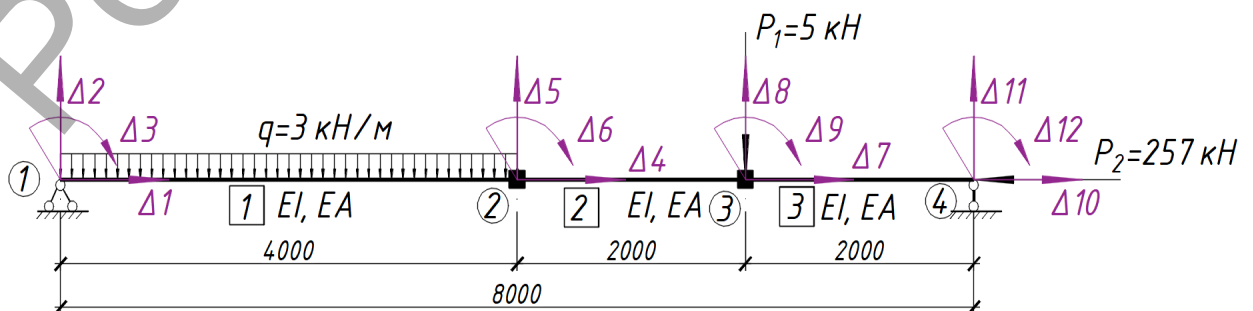 Ро
P₁=5 кН
Δ2
Δ3
q=3 кН/м
Δ5
Δ6
Δ8
Δ9
Δ11
Δ12
P₂=257 кН
1
Δ1
1 EI, EA
2
Δ4
2 EI, EA
3
Δ7
3 EI, EA
4
Δ10
4000
2000
2000
8000